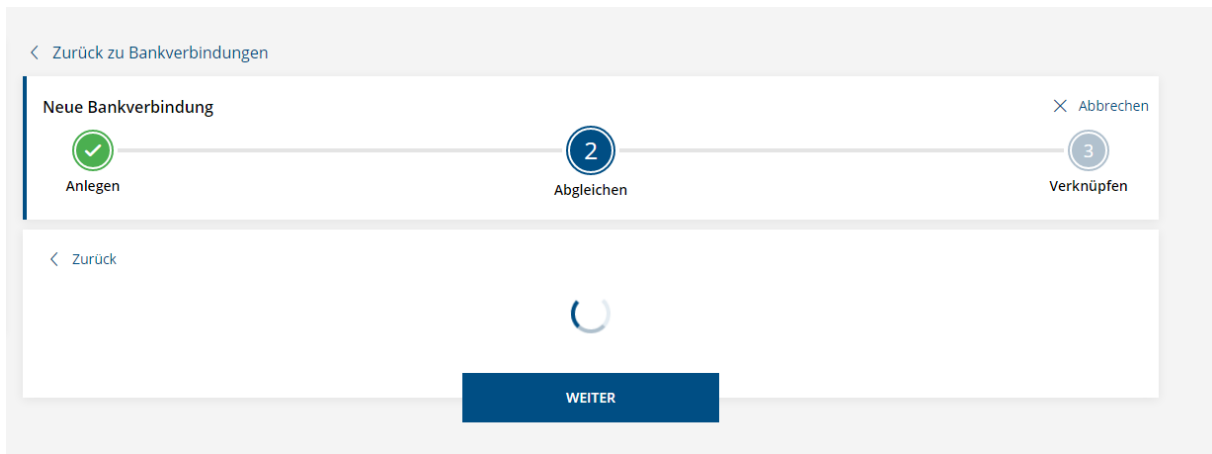 Zurück zu Bankverbindungen
Neue Bankverbindung
Abbrechen
2
3
Anlegen
Abgleichen
Verknüpfen
Zurück
WEITER